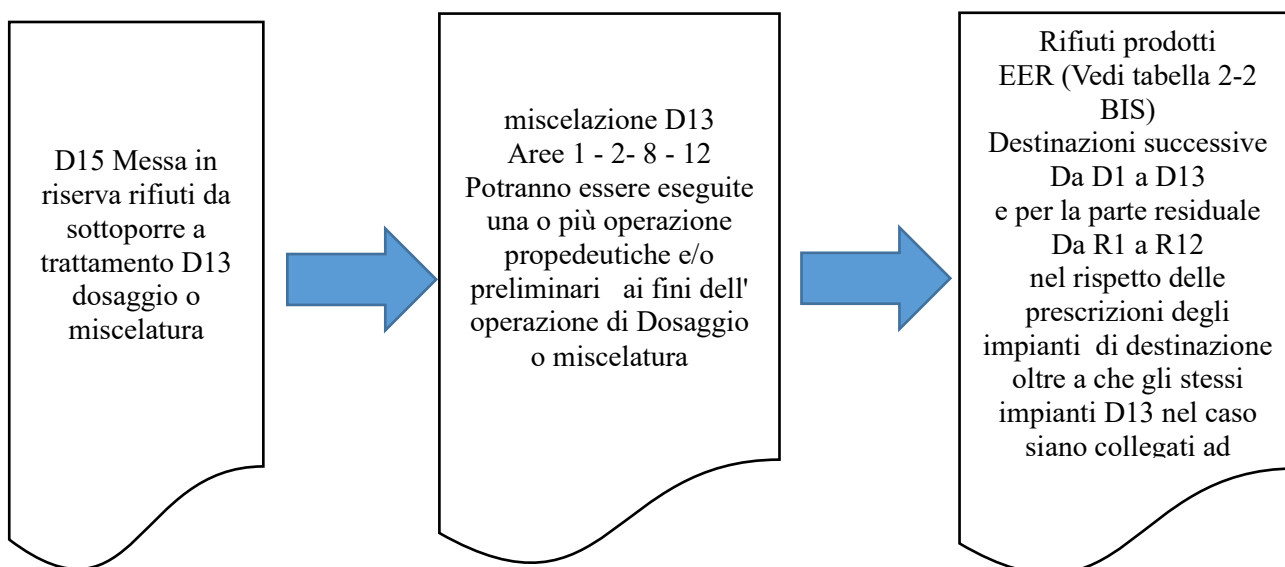 D15 Messa in
riserva rifiuti da
sottoporre a
trattamento D13
dosaggio o
miscelatura
miscelazione D13
Aree 1 - 2- 8 - 12
Potranno essere eseguite
una o più operazione
propedeutiche e/o
preliminari ai fini dell'
operazione di Dosaggio
o miscelatura
Rifiuti prodotti
EER (Vedi tabella 2-2
BIS)
Destinazioni successive
Da D1 a D13
e per la parte residuale
Da R1 a R12
nel rispetto delle
prescrizioni degli
impianti di destinazione
oltre a che gli stessi
impianti D13 nel caso
siano collegati ad